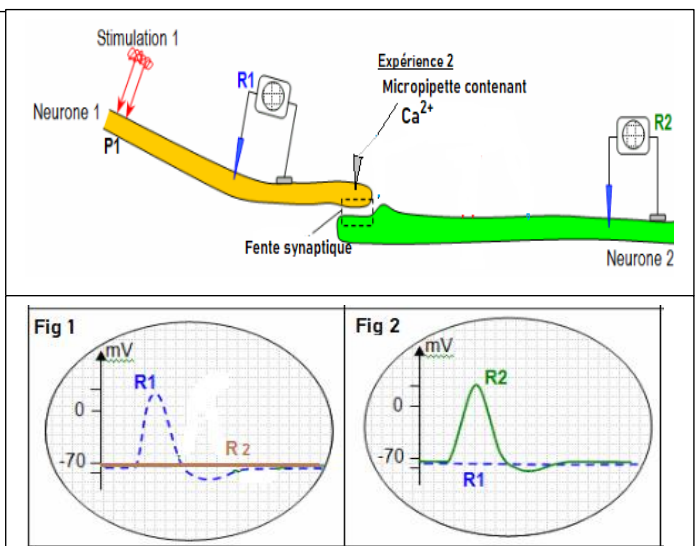 Stimulation 1
Expérience 2
Micropipette contenant
Ca2+
R1
R2
Neurone 1
P1
Fente synaptique
Neurone 2
Fig 1
mV
R1
0
R 2
-70
Fig 2
mV
R2
0
-70
R1